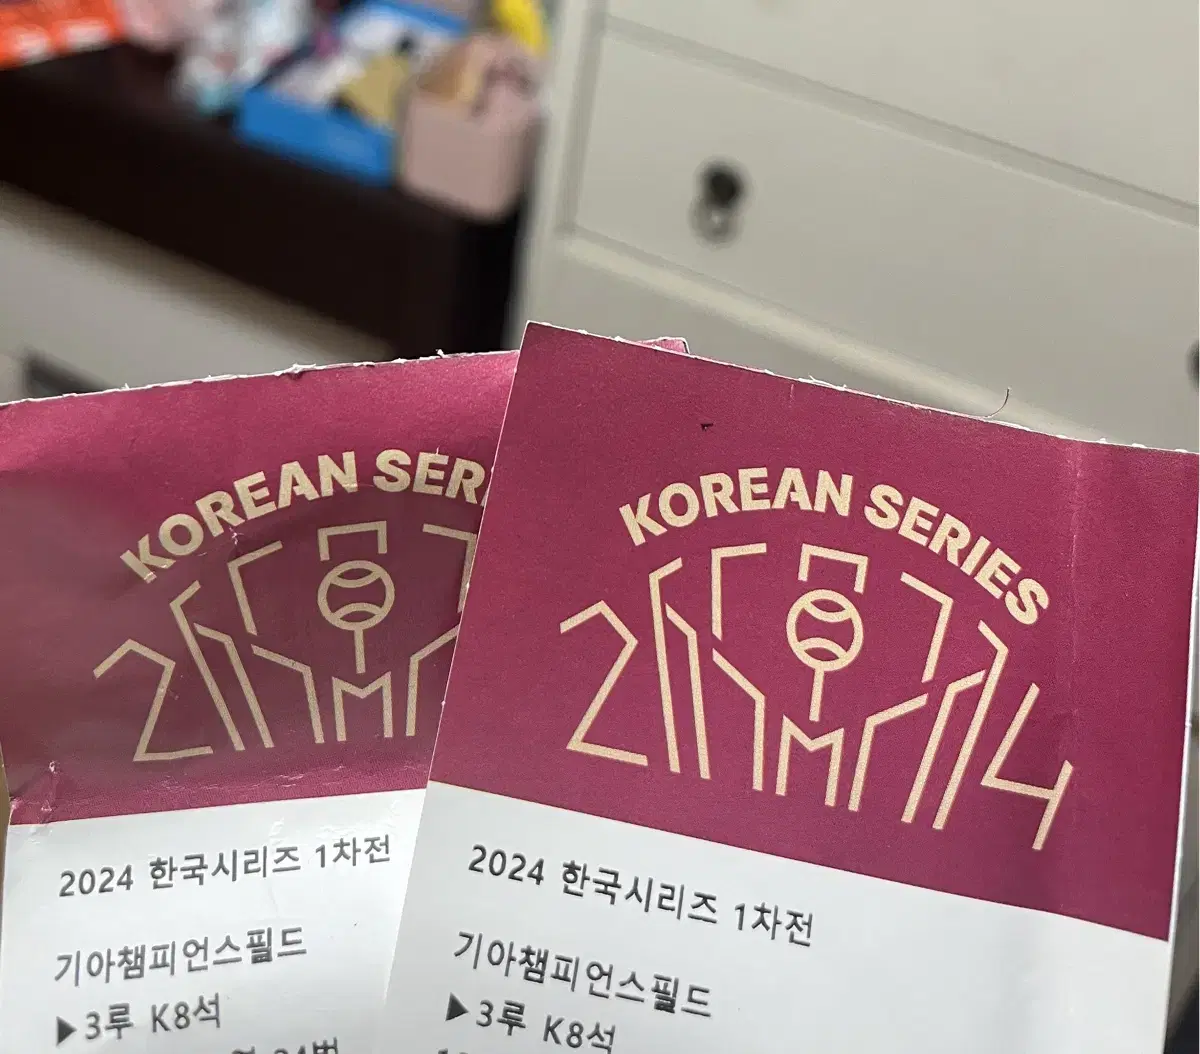 KOREAN SER
2024 한국시리즈 1차전
기아챔피언스필드
▶3루 K8석
KOREAN SERIES
2024
2024 한국시리즈 1차전
기아챔피언스필드
▶3루 K8석